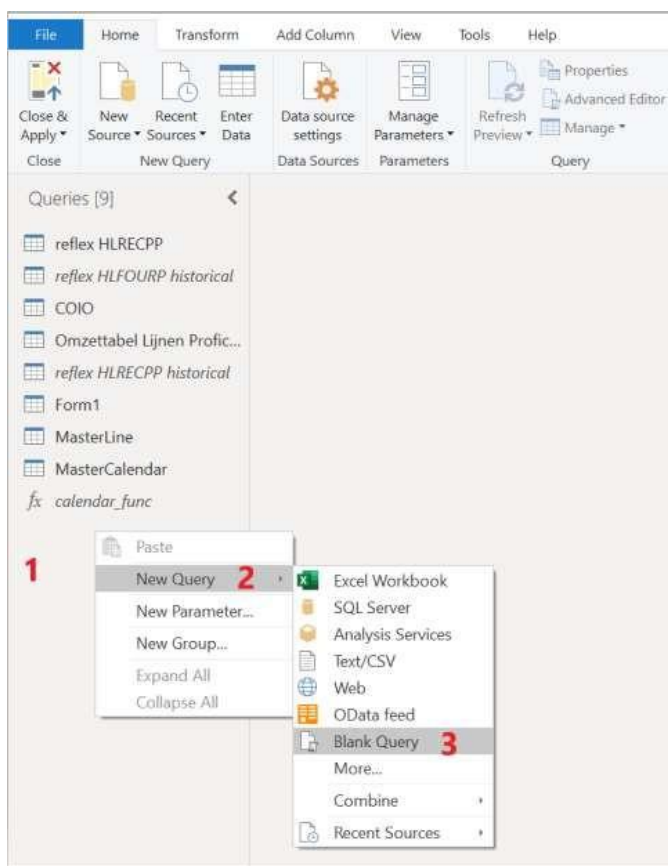 File Home Transform Add Column View Tools Help
Close & Apply New Source Recent Sources Enter Data Data source settings Manage Parameters Refresh Preview Properties Advanced Editor Manage
Close New Query Data Sources Parameters Query
Queries [9]
reflex HLRECPP
reflex HLFOURP historical
COIO
Omzettabel Lijnen Profic...
reflex HLRECPP historical
Form1
MasterLine
MasterCalendar
fx calendar_func
1
Paste
New Query 2
New Parameter...
New Group...
Expand All
Collapse All
Excel Workbook
SQL Server
Analysis Services
Text/CSV
Web
OData feed
Blank Query 3
More...
Combine
Recent Sources